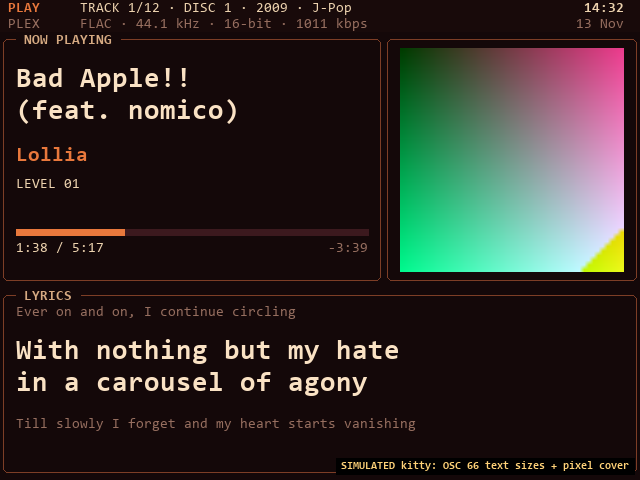 PLAY TRACK 1/12 · DISC 1 · 2009 · J-Pop 14:32
PLEX FLAC · 44.1 kHz · 16-bit · 1011 kbps 13 Nov
NOW PLAYING
Bad Apple!!
(feat. nomico)
Lollia
LEVEL 01
1:38 / 5:17 -3:39
LYRICS
Ever on and on, I continue circling
With nothing but my hate
in a carousel of agony
Till slowly I forget and my heart starts vanishing
SIMULATED kitty: OSC 66 text sizes + pixel cover